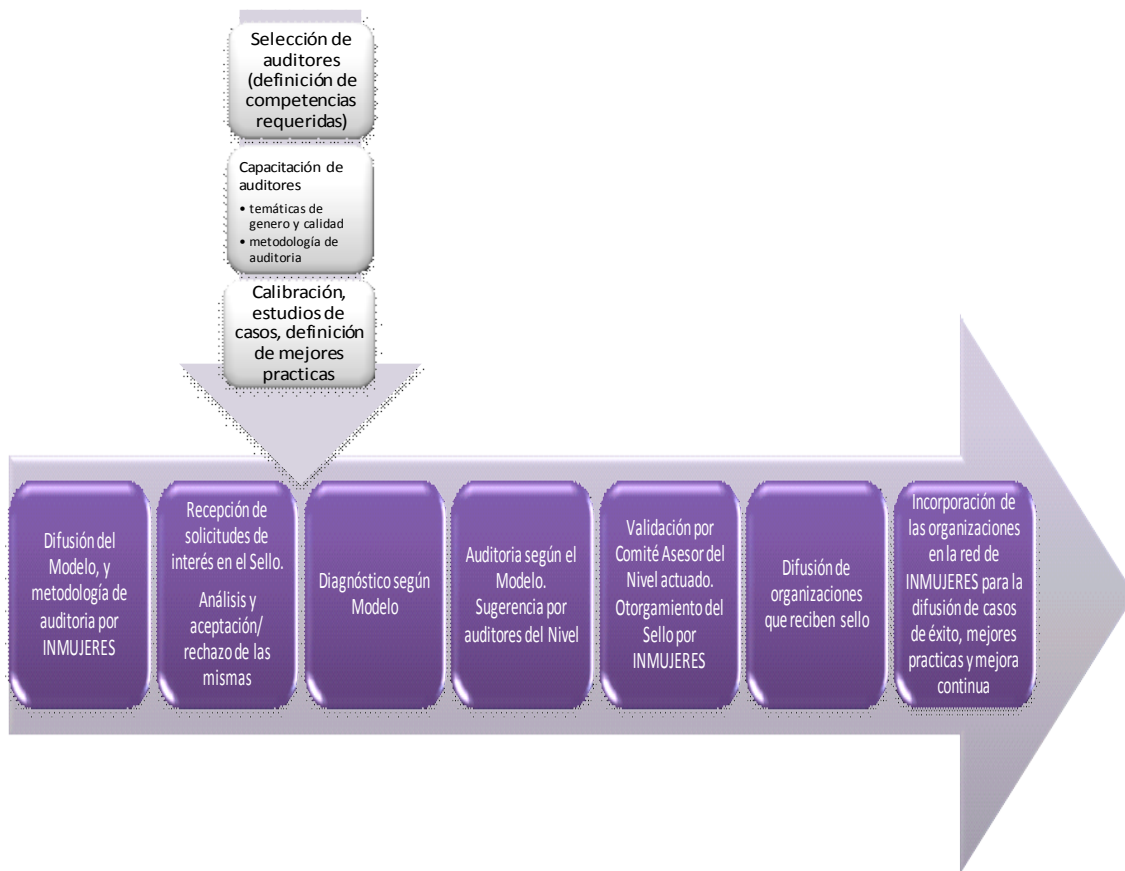 Selección de
auditores
(definición de
competencias
requeridas)
Capacitación de
auditores
• temáticas de
genero y calidad
• metodología de
auditoria
Calibración,
estudios de
casos, definición
de mejores
practicas
Difusión del
Modelo, y
metodología de
auditoria por
INMUJERES
Recepción de
solicitudes de
interés en el Sello.
Análisis y
aceptación/
rechazo de las
mismas
Diagnóstico según
Modelo
Auditoria según el
Modelo.
Sugerencia por
auditores del Nivel
Validación por
Comité Asesor del
Nivel actuado.
Otorgamiento del
Sello por
INMUJERES
Difusión de
organizaciones
que reciben sello
Incorporación de
las organizaciones
en la red de
INMUJERES para la
difusión de casos
de éxito, mejores
practicas y mejora
continua